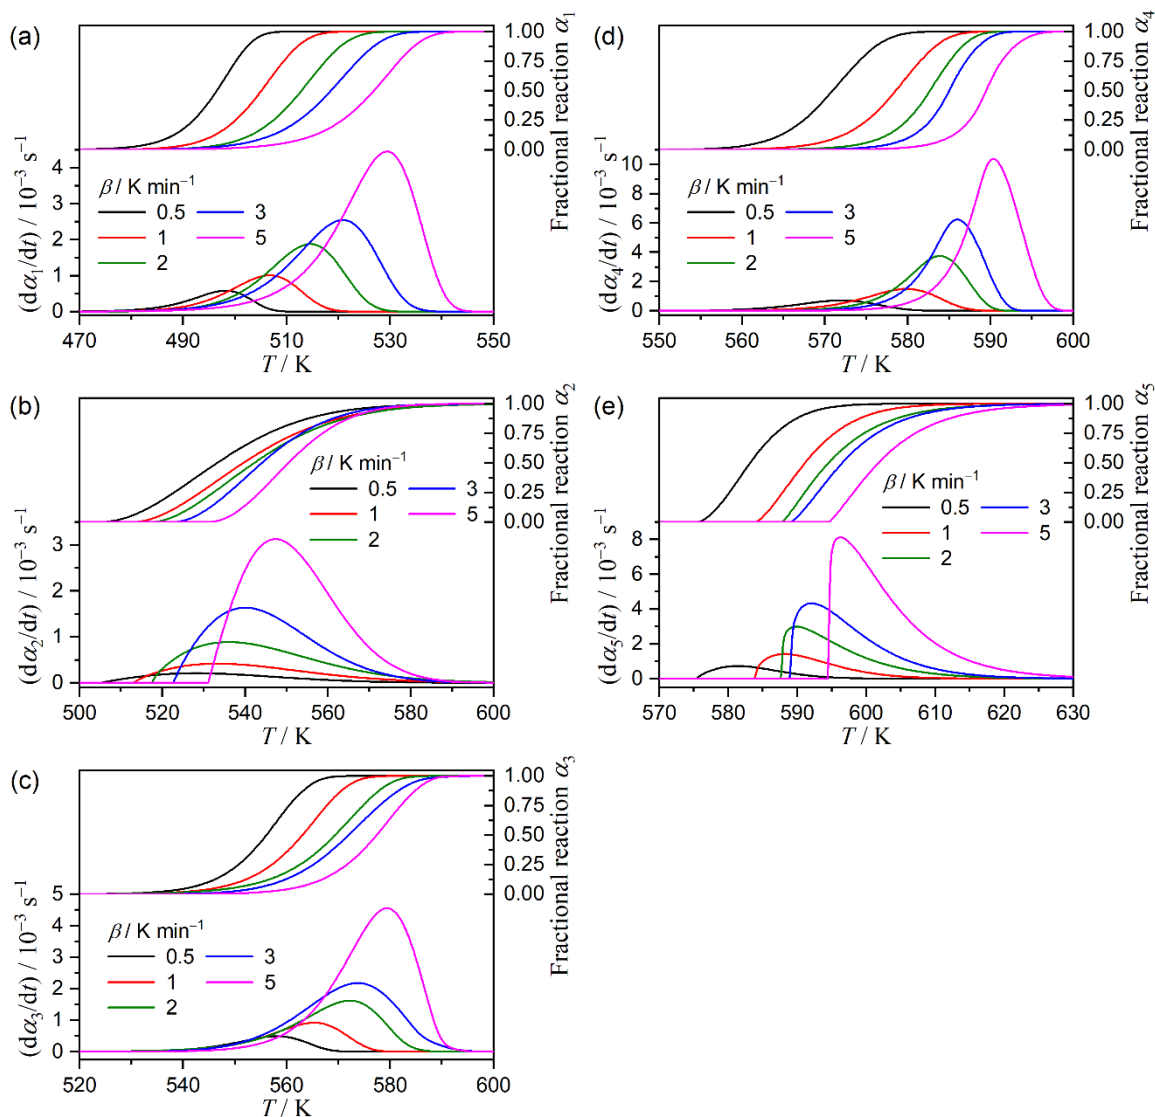 (a)
1.00
0.75
0.50
0.25
0.00
Fractional reaction α₁
4
3
2
1
0
(dα₁/dt) / 10⁻³ s⁻¹
β / K min⁻¹
0.5 3
1 5
2
470 490 510 530 550
T / K
(d)
1.00
0.75
0.50
0.25
0.00
Fractional reaction α₄
10
8
6
4
2
0
(dα₄/dt) / 10⁻³ s⁻¹
β / K min⁻¹
0.5 3
1 5
2
550 560 570 580 590 600
T / K
(b)
1.00
0.75
0.50
0.25
0.00
Fractional reaction α₂
3
2
1
0
(dα₂/dt) / 10⁻³ s⁻¹
β / K min⁻¹
0.5 3
1 5
2
500 520 540 560 580 600
T / K
(e)
1.00
0.75
0.50
0.25
0.00
Fractional reaction α₅
8
6
4
2
0
(dα₅/dt) / 10⁻³ s⁻¹
β / K min⁻¹
0.5 3
1 5
2
570 580 590 600 610 620 630
T / K
(c)
1.00
0.75
0.50
0.25
0.00
Fractional reaction α₃
5
4
3
2
1
0
(dα₃/dt) / 10⁻³ s⁻¹
β / K min⁻¹
0.5 3
1 5
2
520 540 560 580 600
T / K